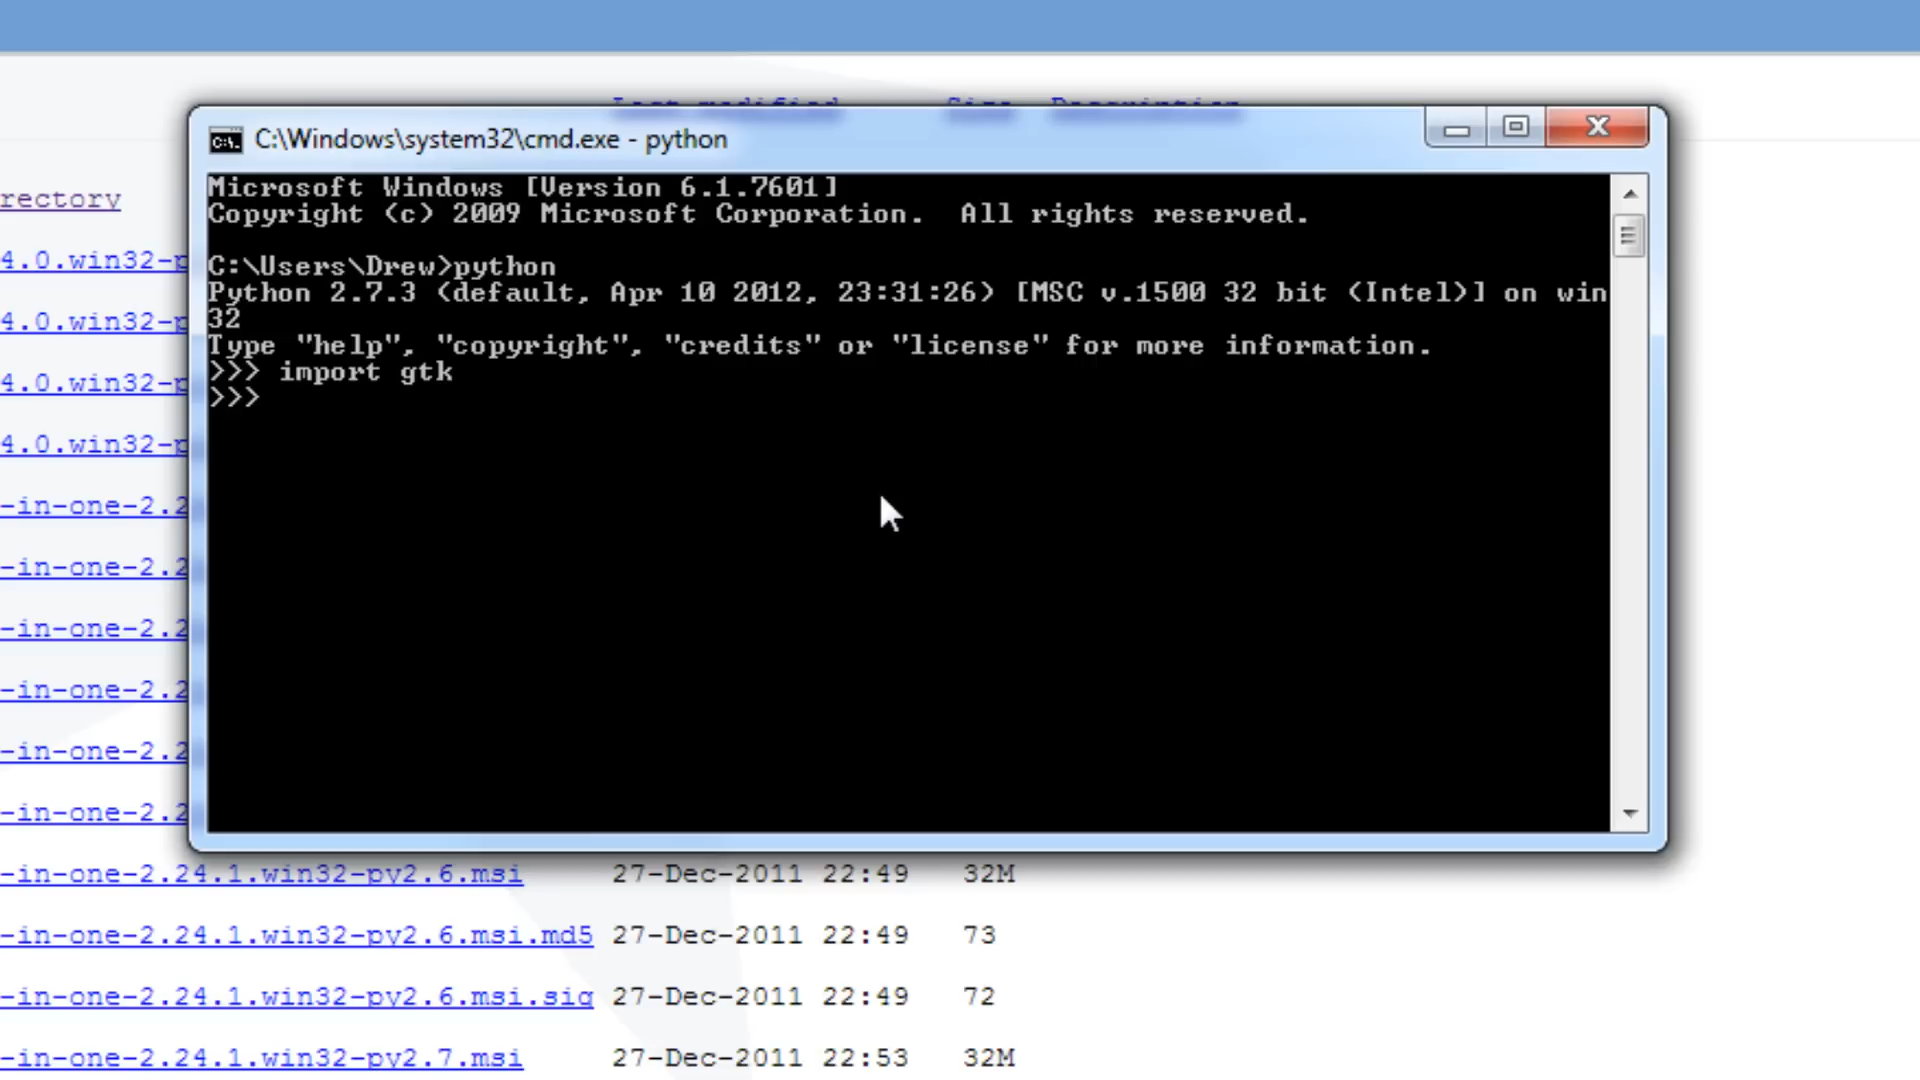 Last modified Size Description
C:\Windows\system32\cmd.exe - python
Microsoft Windows [Version 6.1.7601]
Copyright (c) 2009 Microsoft Corporation.  All rights reserved.
C:\Users\Drew>python
Python 2.7.3 (default, Apr 10 2012, 23:31:26) [MSC v.1500 32 bit (Intel)] on win
32
Type "help", "copyright", "credits" or "license" for more information.
>>> import gtk
>>>
rectory
4.0.win32-p
4.0.win32-p
4.0.win32-p
4.0.win32-p
-in-one-2.2
-in-one-2.2
-in-one-2.2
-in-one-2.2
-in-one-2.2
-in-one-2.2
-in-one-2.24.1.win32-py2.6.msi 27-Dec-2011 22:49 32M
-in-one-2.24.1.win32-py2.6.msi.md5 27-Dec-2011 22:49 73
-in-one-2.24.1.win32-py2.6.msi.sig 27-Dec-2011 22:49 72
-in-one-2.24.1.win32-py2.7.msi 27-Dec-2011 22:53 32M